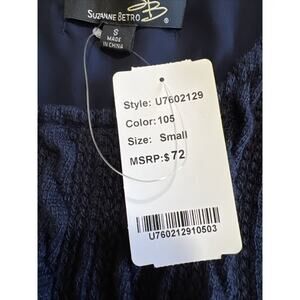 SUZANNE BETRO
S
MADE
IN CHINA
Style: U7602129
Color: 105
Size: Small
MSRP:$72
U760212910503